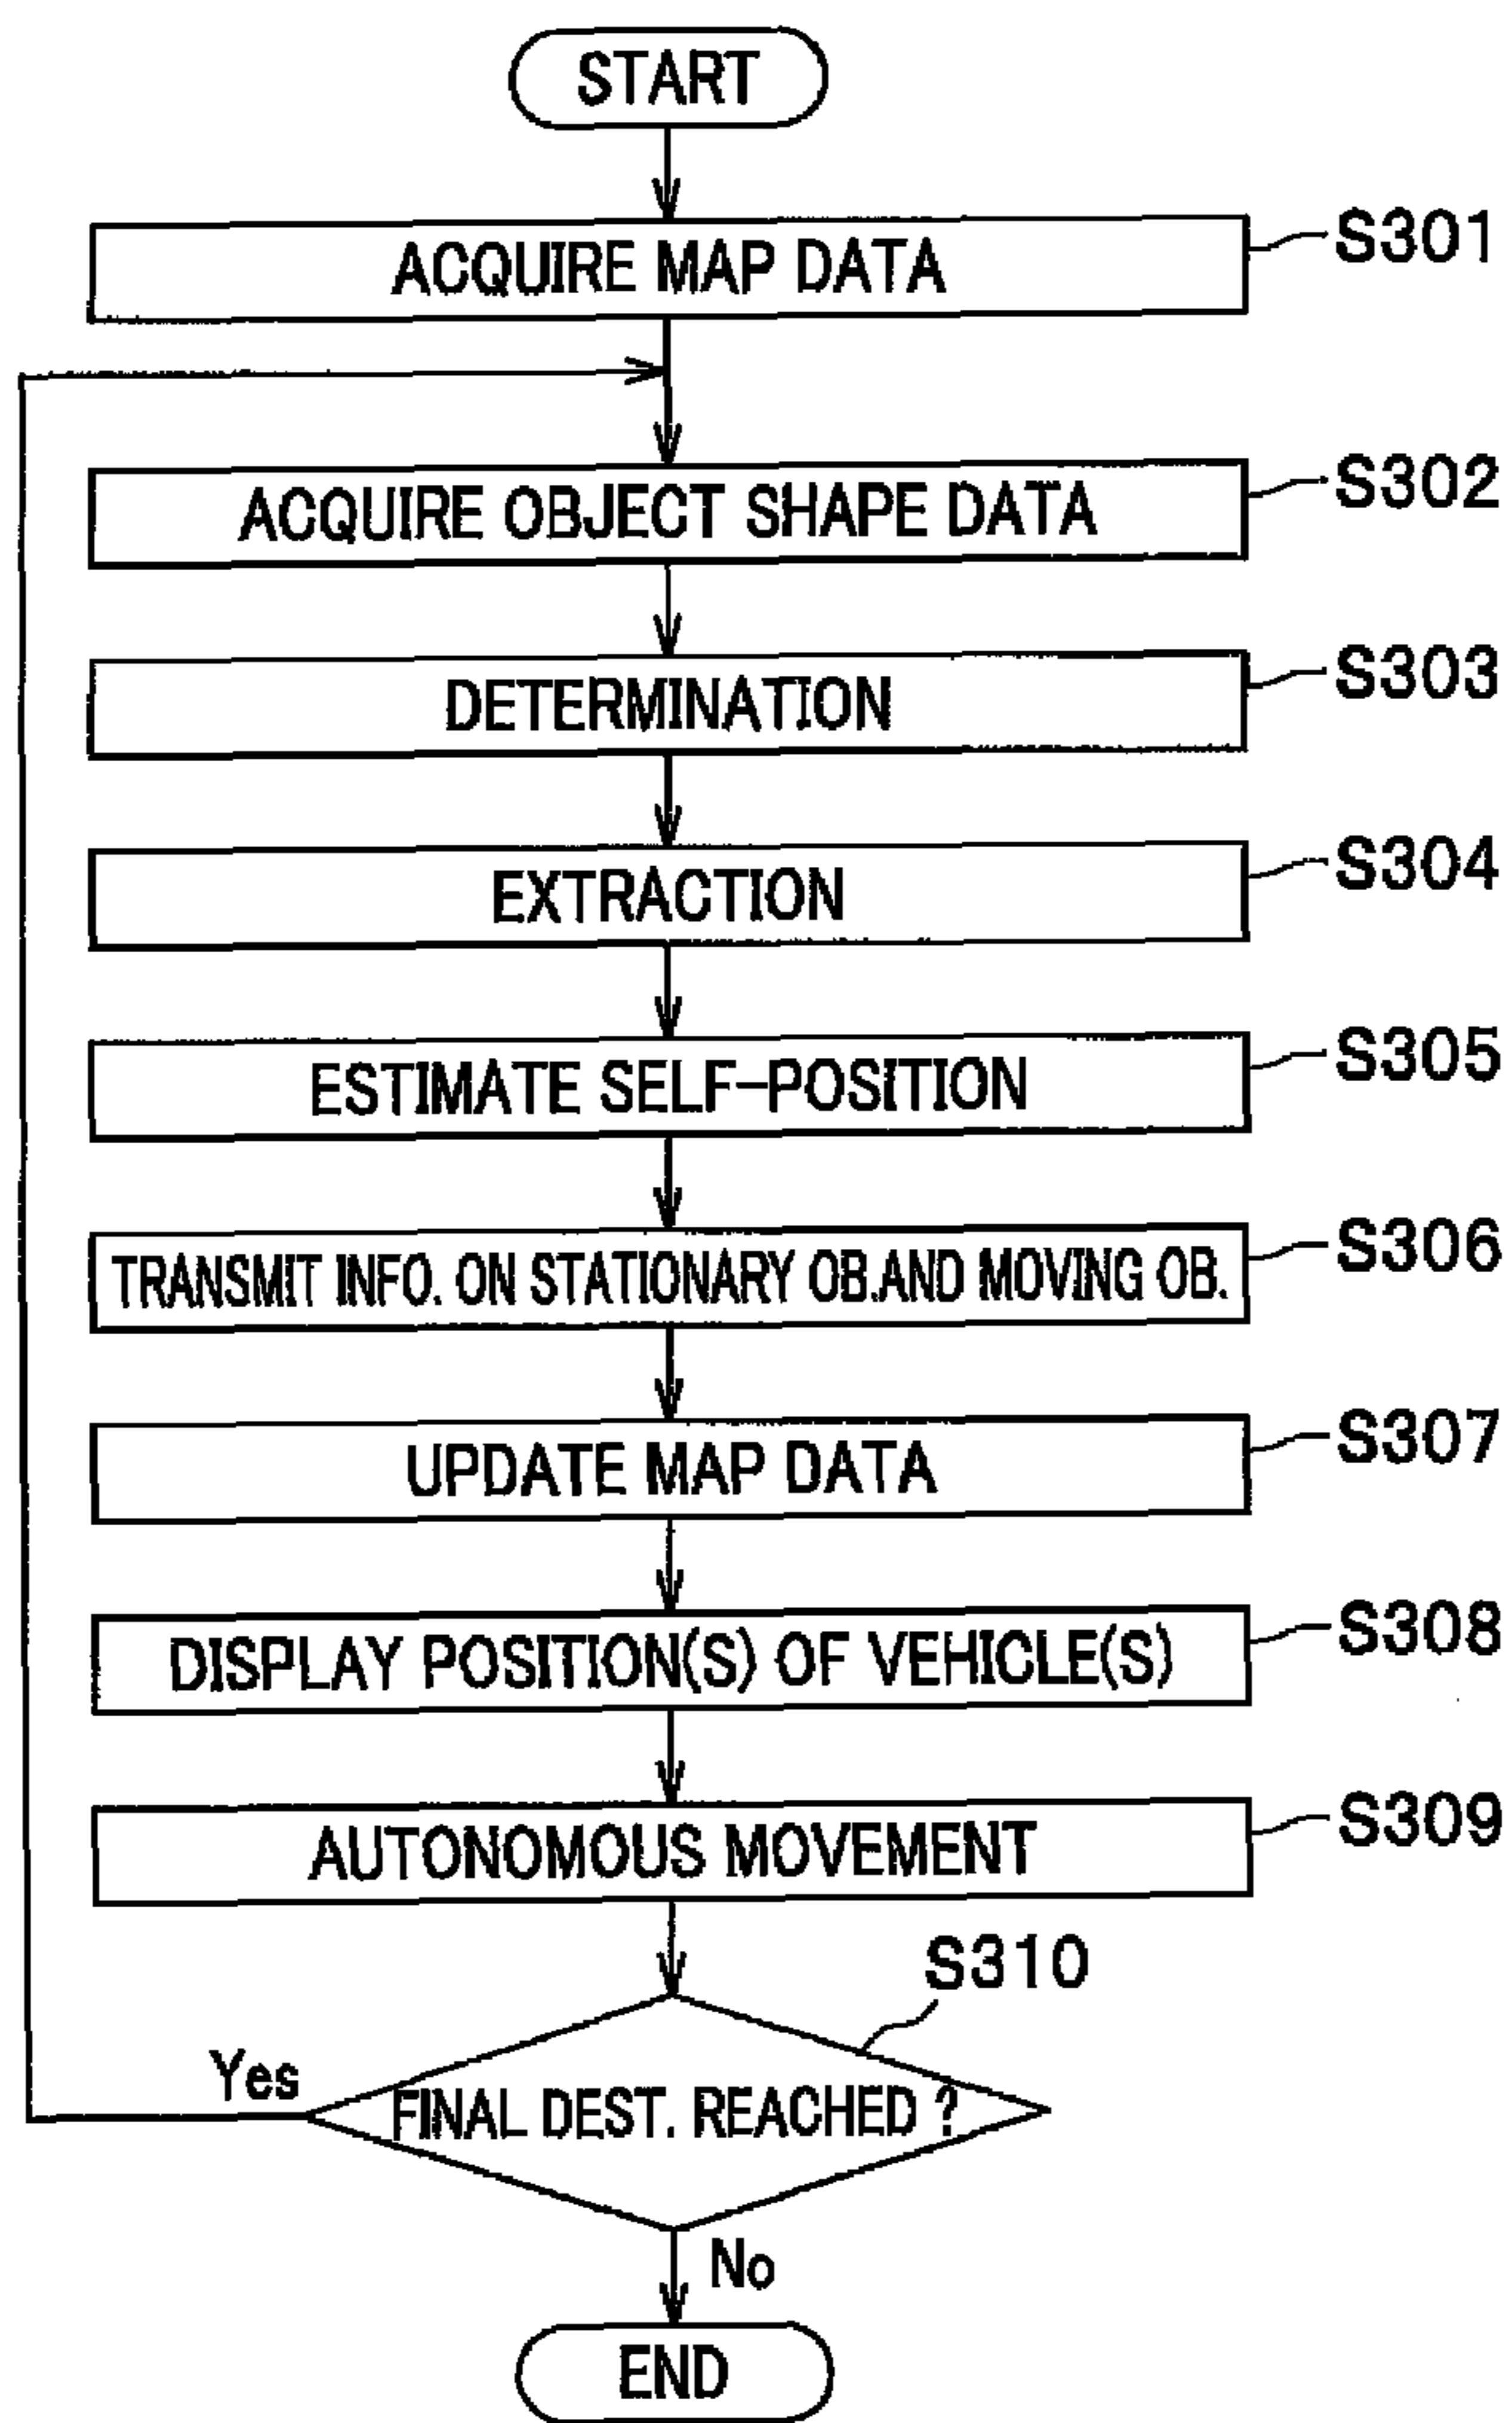 START
ACQUIRE MAP DATA
S301
ACQUIRE OBJECT SHAPE DATA
S302
DETERMINATION
S303
EXTRACTION
S304
ESTIMATE SELF-POSITION
S305
TRANSMIT INFO. ON STATIONARY OB.AND MOVING OB.
S306
UPDATE MAP DATA
S307
DISPLAY POSITION(S) OF VEHICLE(S)
S308
AUTONOMOUS MOVEMENT
S309
S310
Yes
FINAL DEST. REACHED ?
No
END